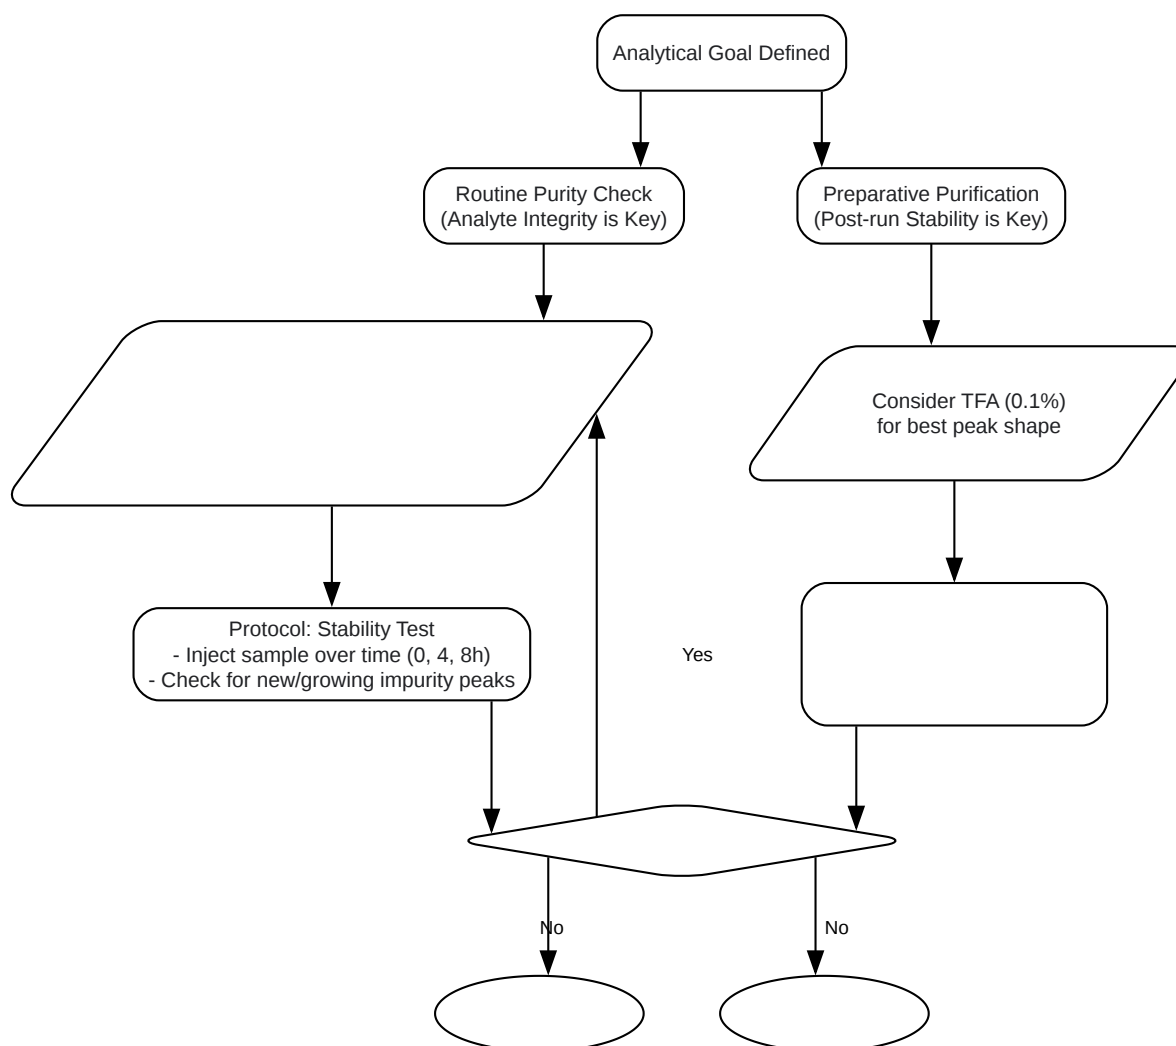 Analytical Goal Defined
Routine Purity Check
(Analyte Integrity is Key)
Preparative Purification
(Post-run Stability is Key)
Consider TFA (0.1%)
for best peak shape
Protocol: Stability Test
- Inject sample over time (0, 4, 8h)
- Check for new/growing impurity peaks
Yes
No
No